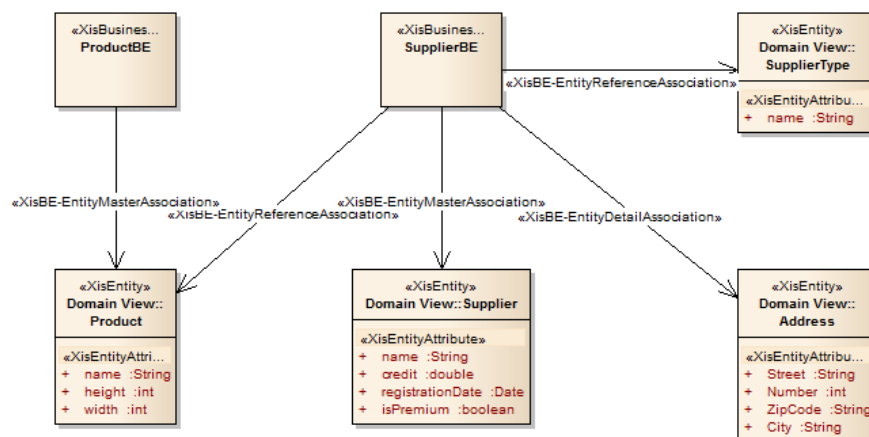 «XisBusines...
ProductBE
«XisBusines...
SupplierBE
«XisEntity»
Domain View::
SupplierType
«XisEntityAttribu...
+ name :String
«XisBE-EntityReferenceAssociation»
«XisBE-EntityMasterAssociation»
«XisBE-EntityReferenceAssociation»
«XisBE-EntityMasterAssociation»
«XisBE-EntityDetailAssociation»
«XisEntity»
Domain View::
Product
«XisEntityAttri...
+ name :String
+ height :int
+ width :int
«XisEntity»
Domain View::Supplier
«XisEntityAttribute»
+ name :String
+ credit :double
+ registrationDate :Date
+ isPremium :boolean
«XisEntity»
Domain View::
Address
«XisEntityAttribu...
+ Street :String
+ Number :int
+ ZipCode :String
+ City :String